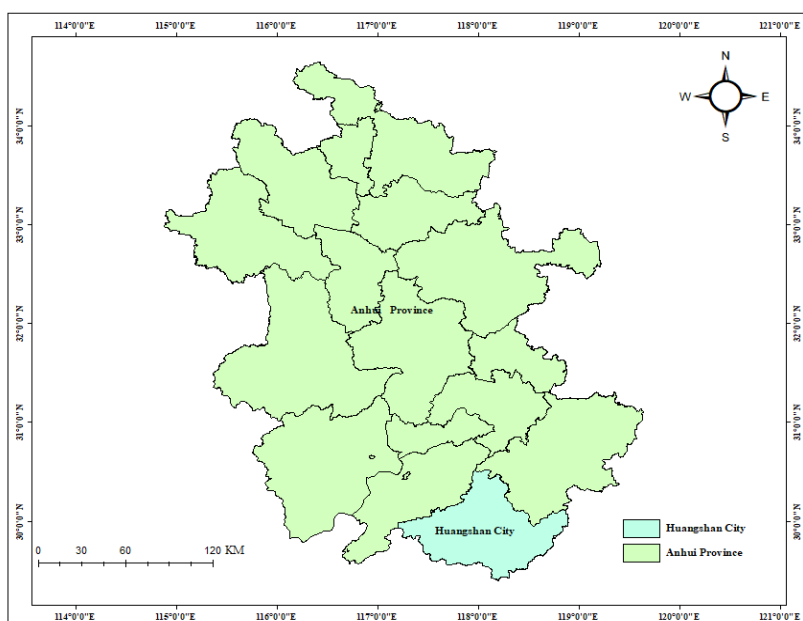 114°0'0"E 115°0'0"E 116°0'0"E 117°0'0"E 118°0'0"E 119°0'0"E 120°0'0"E 121°0'0"E
N
W E
S
34°0'0"N 34°0'0"N
33°0'0"N 33°0'0"N
32°0'0"N 32°0'0"N
Anhui Province
31°0'0"N 31°0'0"N
30°0'0"N 30°0'0"N
Huangshan City
Huangshan City
Anhui Province
0 30 60 120 KM
114°0'0"E 115°0'0"E 116°0'0"E 117°0'0"E 118°0'0"E 119°0'0"E 120°0'0"E 121°0'0"E